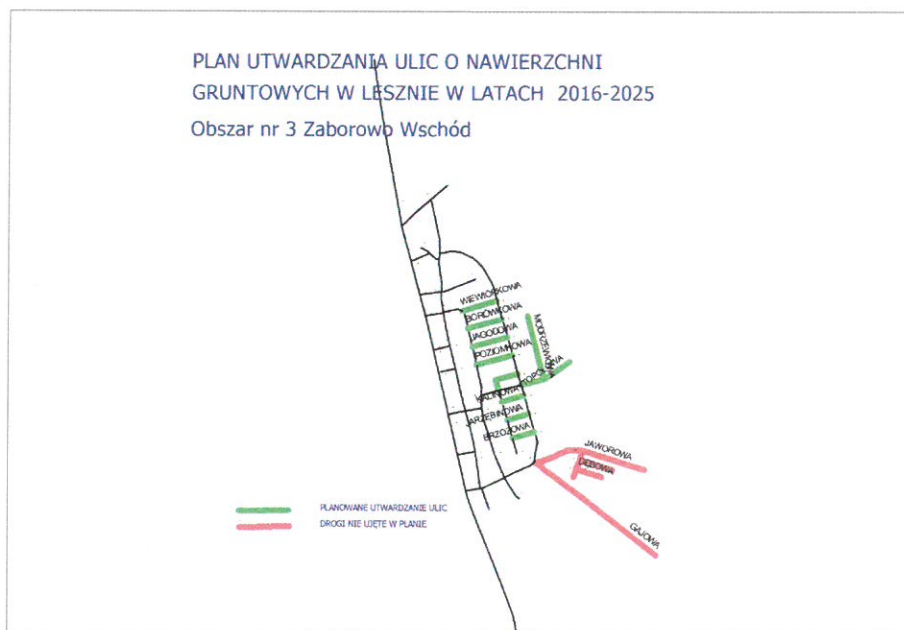 PLAN UTWARDZANIA ULIC O NAWIERZCHNI
GRUNTOWYCH W LESZNIE W LATACH 2016-2025
Obszar nr 3 Zaborowo Wschód
WIEWIÓRKOWA
BORÓWKOWA
JAGODOWA
POZIOMKOWA
MODRZEWIOWA
TOPOLOWA
KALINOWA
JARZĘBINOWA
BRZOZOWA
JAWOROWA
DĘBOWA
GAJOWA
PLANOWANE UTWARDZANIE ULIC
DROGI NIE UJĘTE W PLANIE